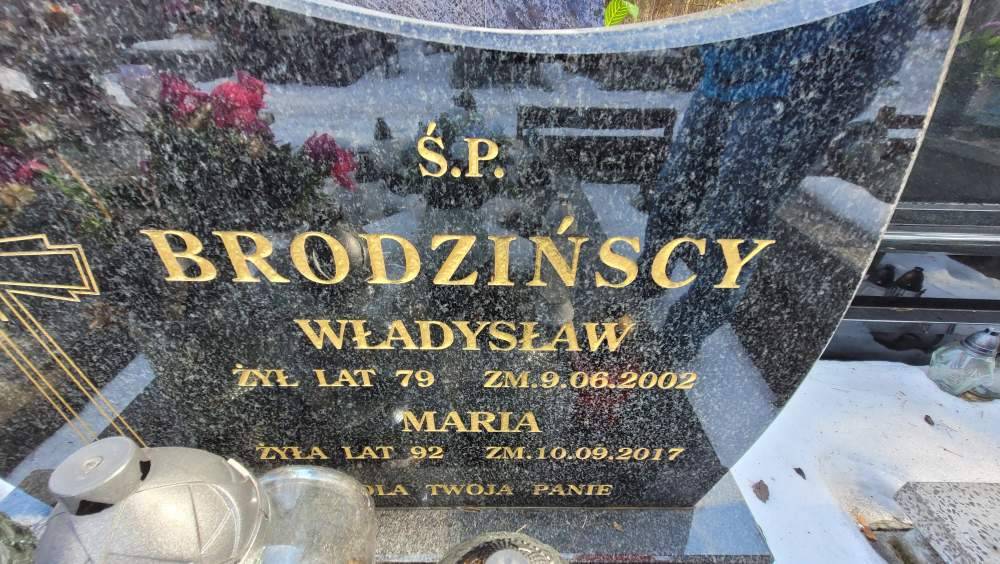 Ś.P.
BRODZIŃSCY
WŁADYSŁAW
ŻYŁ LAT 79 ZM.9.06.2002
MARIA
ŻYŁA LAT 92 ZM.10.09.2017
TWOJA PANIE